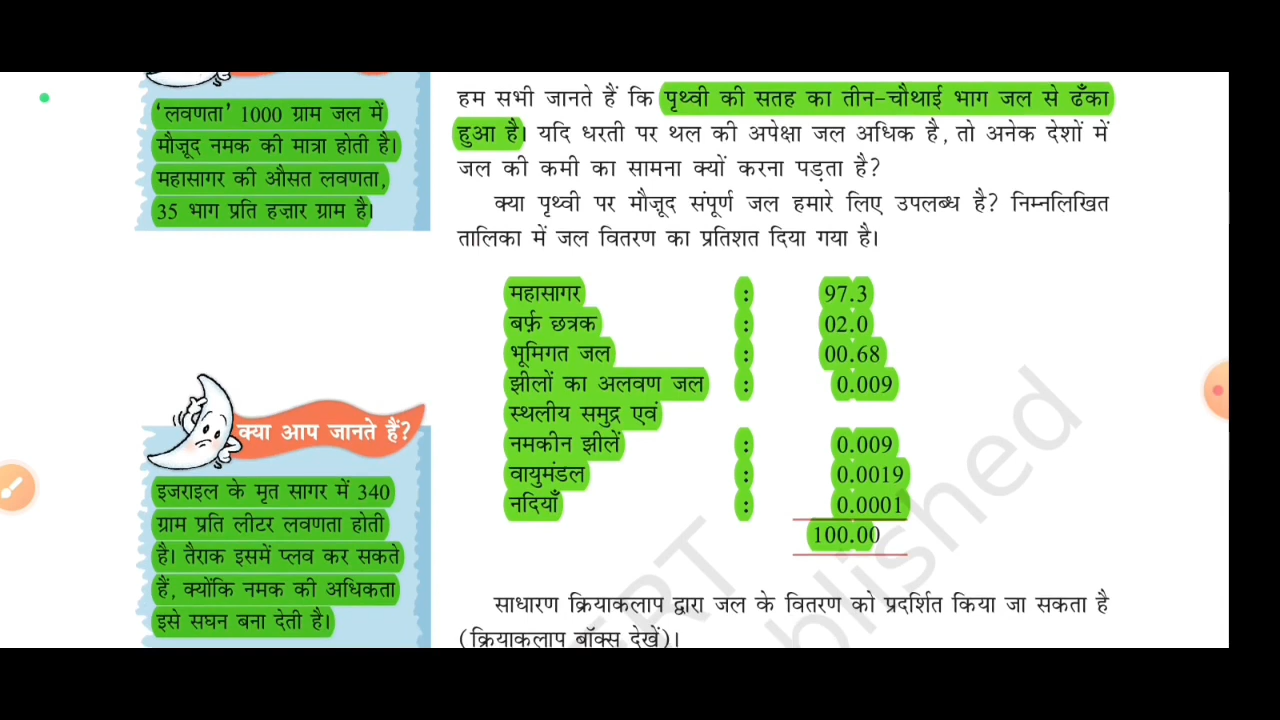 'लवणता' 1000 ग्राम जल में
मौजूद नमक की मात्रा होती है।
महासागर की औसत लवणता,
35 भाग प्रति हज़ार ग्राम है।
क्या आप जानते हैं?
इजराइल के मृत सागर में 340
ग्राम प्रति लीटर लवणता होती
है। तैराक इसमें प्लव कर सकते
हैं, क्योंकि नमक की अधिकता
इसे सघन बना देती है।
हम सभी जानते हैं कि पृथ्वी की सतह का तीन-चौथाई भाग जल से ढँका
हुआ है। यदि धरती पर थल की अपेक्षा जल अधिक है, तो अनेक देशों में
जल की कमी का सामना क्यों करना पड़ता है?
क्या पृथ्वी पर मौजूद संपूर्ण जल हमारे लिए उपलब्ध है? निम्नलिखित
तालिका में जल वितरण का प्रतिशत दिया गया है।
महासागर : 97.3
बर्फ़ छत्रक : 02.0
भूमिगत जल : 00.68
झीलों का अलवण जल : 0.009
स्थलीय समुद्र एवं
नमकीन झीलें : 0.009
वायुमंडल : 0.0019
नदियाँ : 0.0001
100.00
साधारण क्रियाकलाप द्वारा जल के वितरण को प्रदर्शित किया जा सकता है
(क्रियाकलाप बॉक्स देखें)।